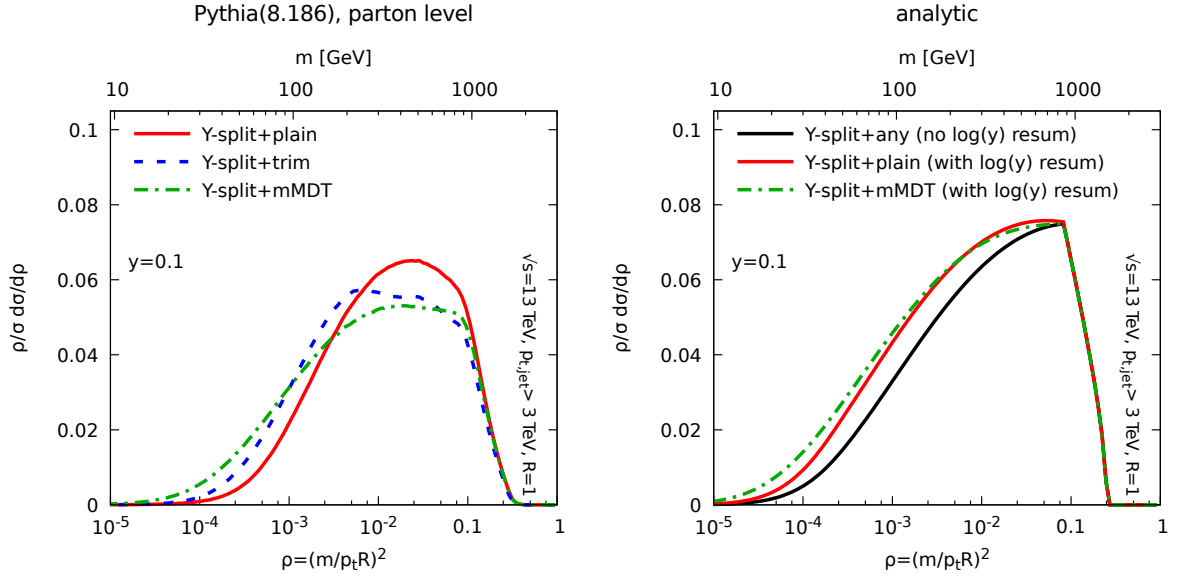 Pythia(8.186), parton level
m [GeV]
10 100 1000
0.1
0.08
0.06
0.04
0.02
0
ρ/σ dσ/dρ
Y-split+plain
Y-split+trim
Y-split+mMDT
y=0.1
√s=13 TeV, pt,jet> 3 TeV, R=1
10-5 10-4 10-3 10-2 0.1 1
ρ=(m/ptR)2
analytic
m [GeV]
10 100 1000
0.1
0.08
0.06
0.04
0.02
0
ρ/σ dσ/dρ
Y-split+any (no log(y) resum)
Y-split+plain (with log(y) resum)
Y-split+mMDT (with log(y) resum)
y=0.1
√s=13 TeV, pt,jet> 3 TeV, R=1
10-5 10-4 10-3 10-2 0.1 1
ρ=(m/ptR)2